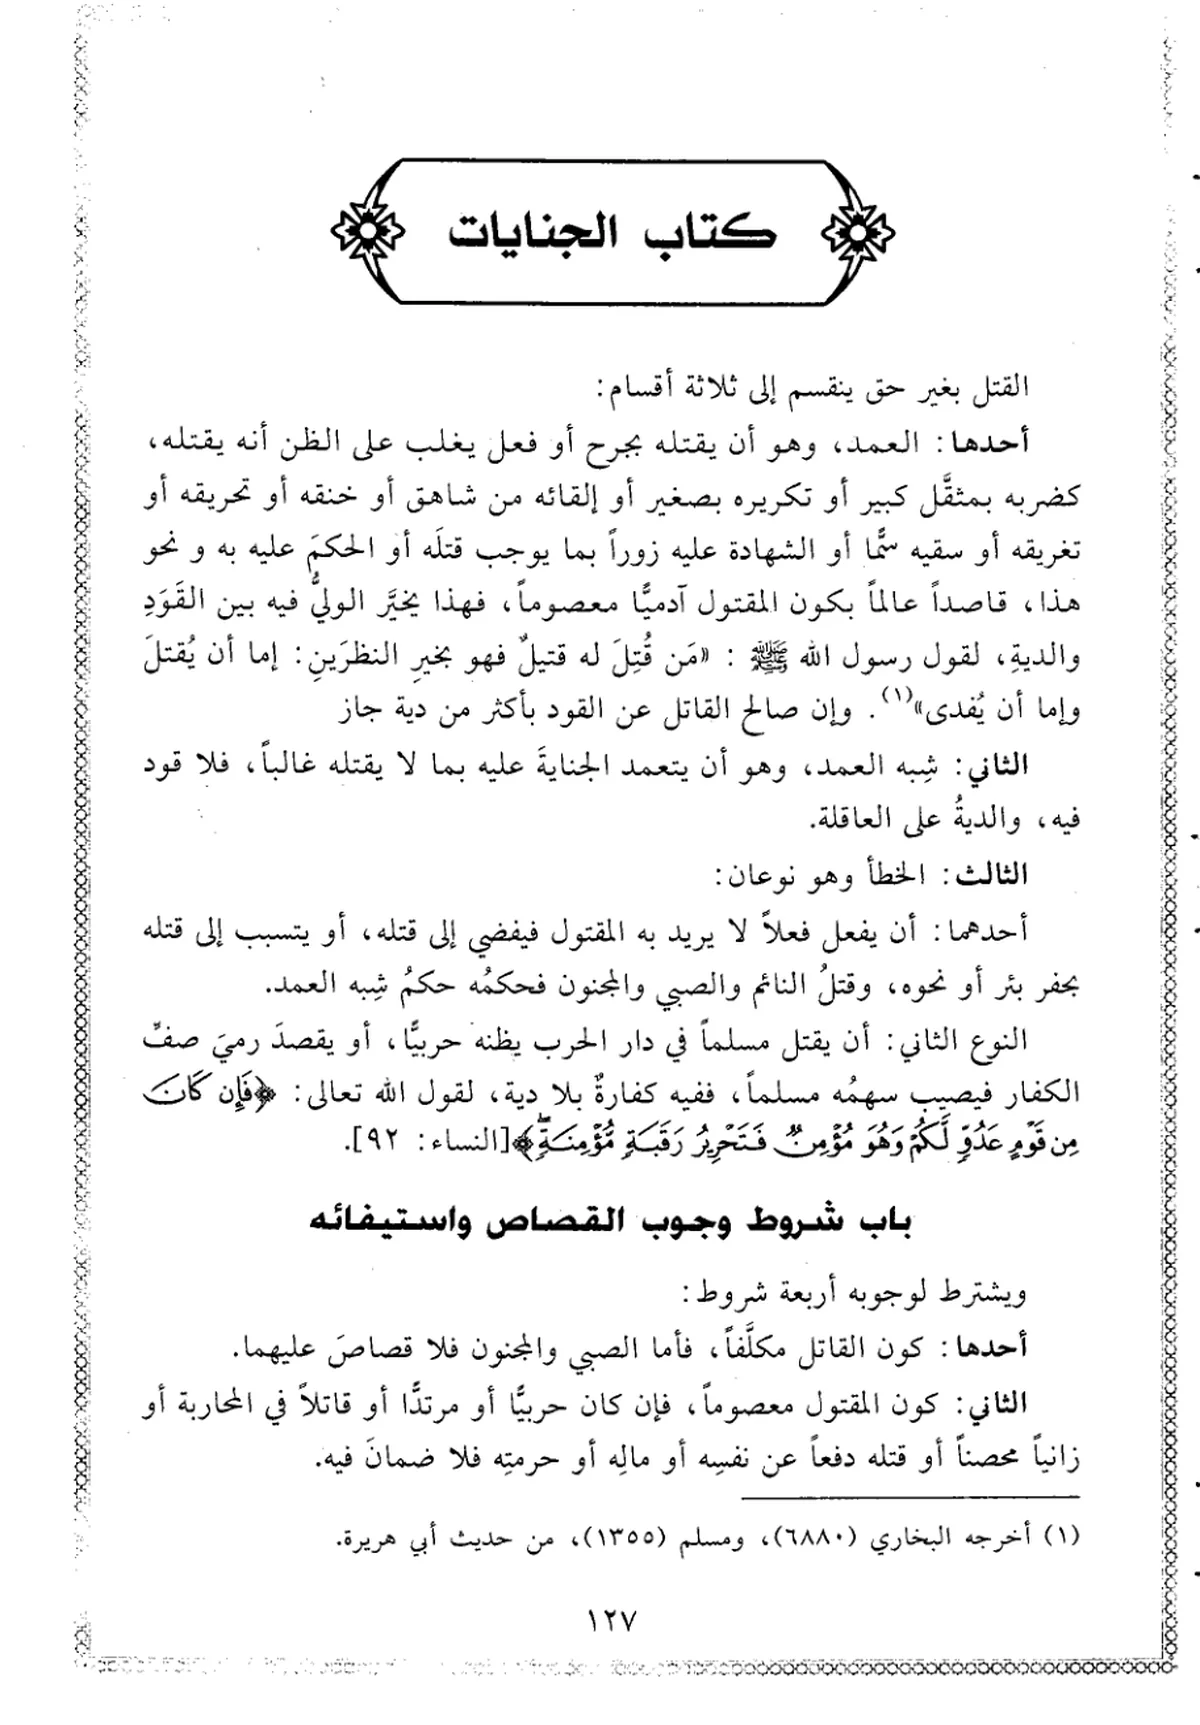 كتاب الجنايات
القتل بغير حق ينقسم إلى ثلاثة أقسام:
أحدها: العمد، وهو أن يقتله بجرح أو فعل يغلب على الظن أنه يقتله،
كضربه بمثقَّل كبير أو تكريره بصغير أو إلقائه من شاهق أو خنقه أو تحريقه أو
تغريقه أو سقيه سُمًّا أو الشهادة عليه زوراً بما يوجب قتلَه أو الحكمَ عليه به و نحو
هذا، قاصداً عالماً بكون المقتول آدميًّا معصوماً، فهذا يخيَّر الوليُّ فيه بين القَوَدِ
والديةِ، لقول رسول الله ﷺ : «مَن قُتِلَ له قتيلٌ فهو بخيرِ النظرَينِ: إما أن يُقتلَ
وإما أن يُفدى»(١). وإن صالح القاتل عن القود بأكثر من دية جاز
الثاني: شِبه العمد، وهو أن يتعمد الجنايةَ عليه بما لا يقتله غالباً، فلا قود
فيه، والديةُ على العاقلة.
الثالث: الخطأ وهو نوعان:
أحدهما: أن يفعل فعلاً لا يريد به المقتول فيفضي إلى قتله، أو يتسبب إلى قتله
بحفر بئر أو نحوه، وقتلُ النائم والصبي والمجنون فحكمُه حكمُ شِبه العمد.
النوع الثاني: أن يقتل مسلماً في دار الحرب يظنه حربيًّا، أو يقصدَ رميَ صفِّ
الكفار فيصيب سهمُه مسلماً، ففيه كفارةٌ بلا دية، لقول الله تعالى: ﴿فَإِن كَانَ
مِن قَوْمٍ عَدُوٍّ لَّكُمْ وَهُوَ مُؤْمِنٌ فَتَحْرِيرُ رَقَبَةٍ مُّؤْمِنَةٍ﴾[النساء: ٩٢].
باب شروط وجوب القصاص واستيفائه
ويشترط لوجوبه أربعة شروط:
أحدها: كون القاتل مكلَّفاً، فأما الصبي والمجنون فلا قصاصَ عليهما.
الثاني: كون المقتول معصوماً، فإن كان حربيًّا أو مرتدًّا أو قاتلاً في المحاربة أو
زانياً محصناً أو قتله دفعاً عن نفسِه أو مالِه أو حرمتِه فلا ضمانَ فيه.
(١) أخرجه البخاري (٦٨٨٠)، ومسلم (١٣٥٥)، من حديث أبي هريرة.
١٢٧